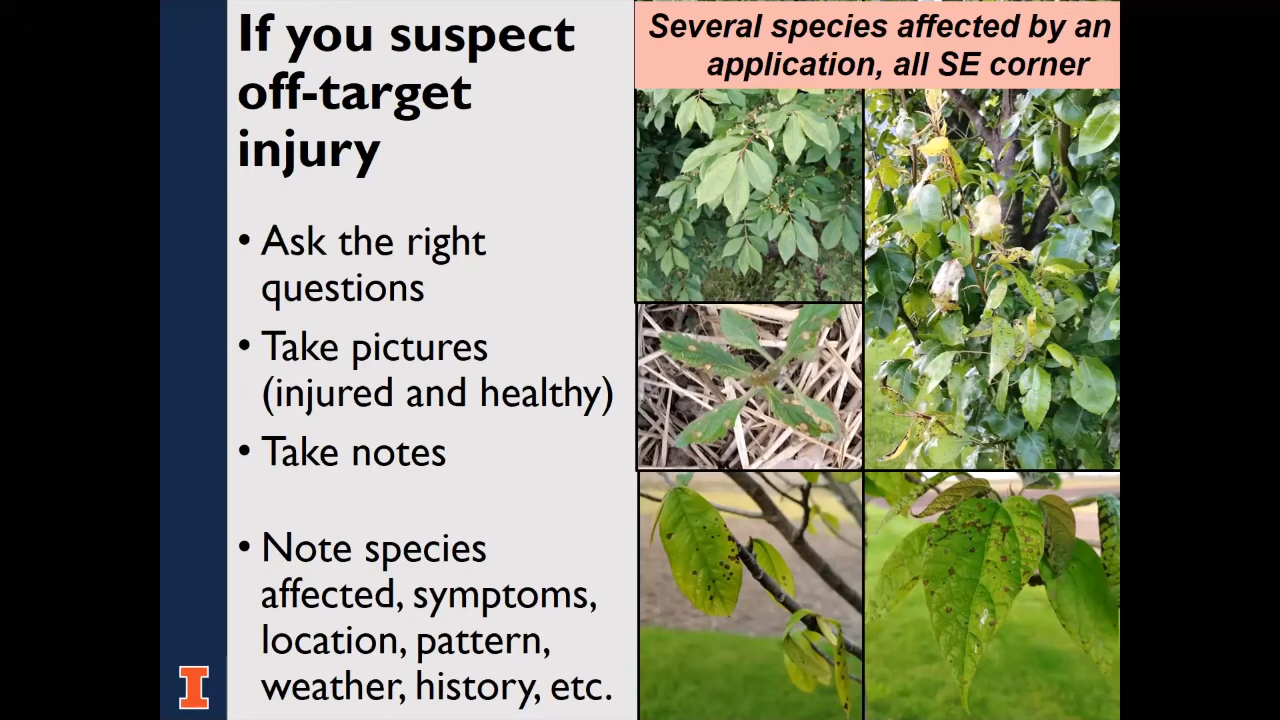 If you suspect
off-target
injury
• Ask the right
questions
• Take pictures
(injured and healthy)
• Take notes
• Note species
affected, symptoms,
location, pattern,
weather, history, etc.
Several species affected by an
application, all SE corner
I